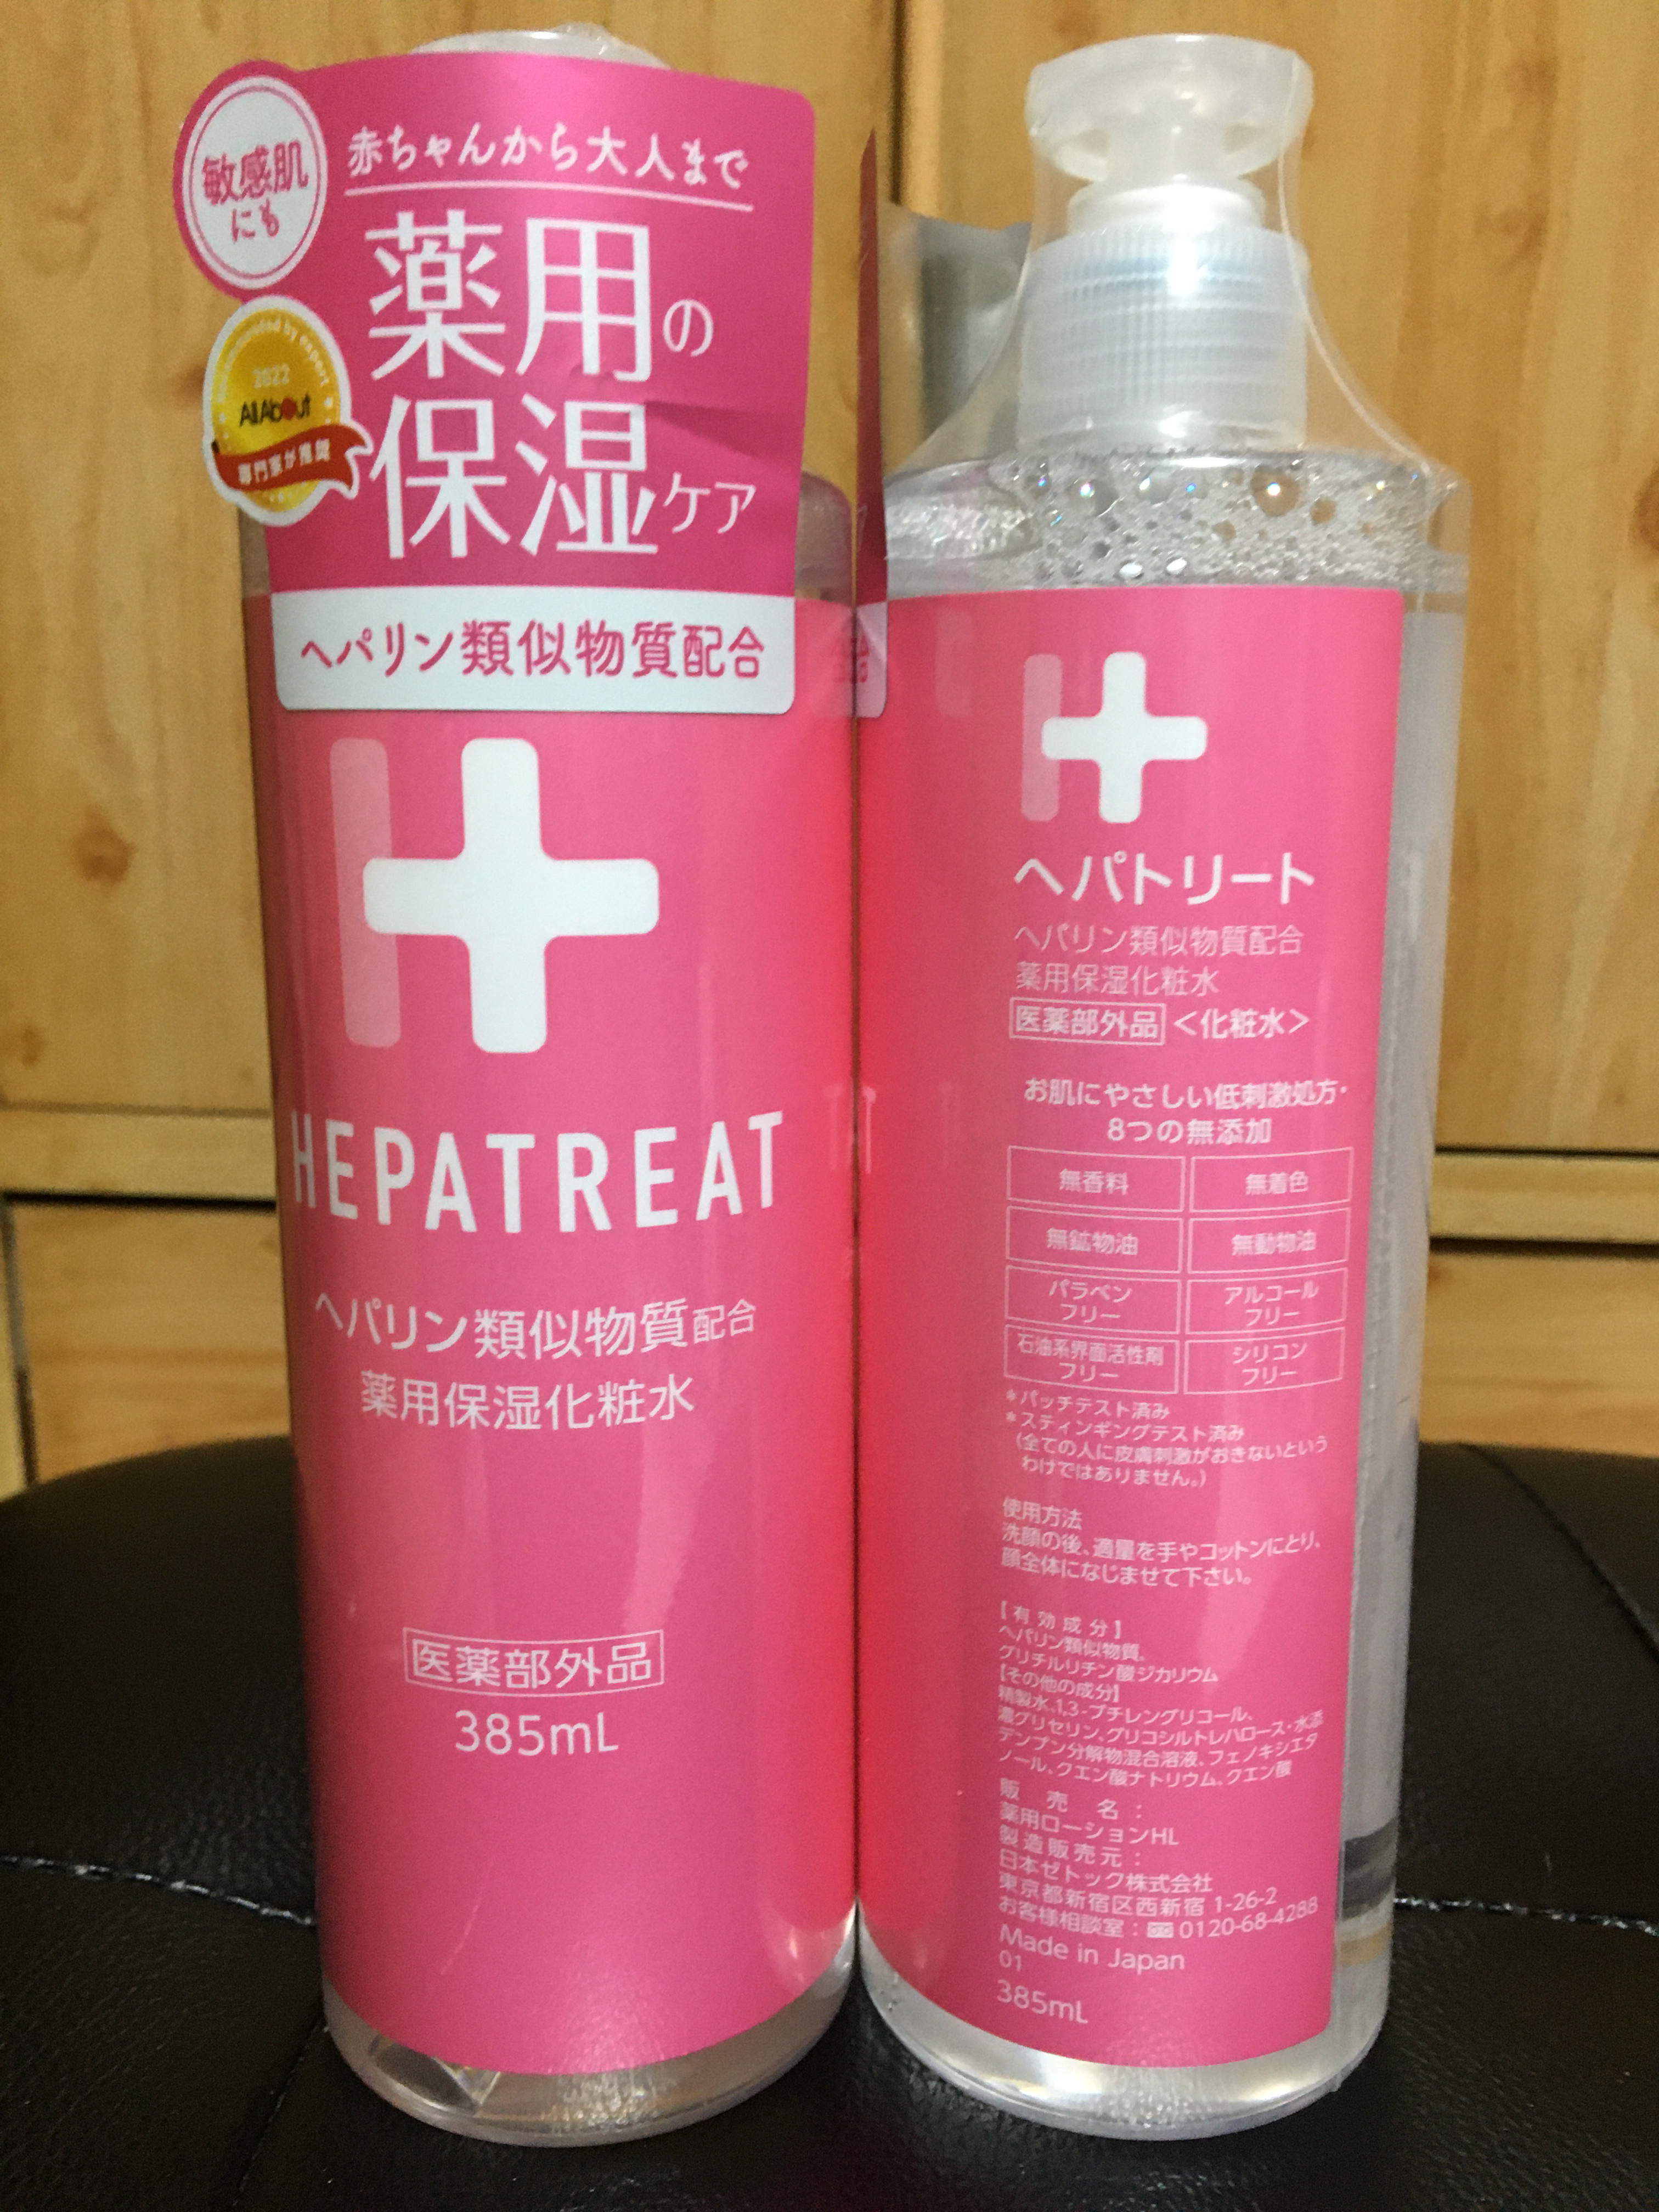 敏感肌
にも
赤ちゃんから大人まで
薬用の
保湿ケア
recommended by expert
2022
All About
専門家が推奨
ヘパリン類似物質配合
HEPATREAT
ヘパリン類似物質配合
薬用保湿化粧水
医薬部外品
385mL
ヘパトリート
ヘパリン類似物質配合
薬用保湿化粧水
医薬部外品 <化粧水>
お肌にやさしい低刺激処方・
8つの無添加
無香料 無着色
無鉱物油 無動物油
パラベン
フリー
アルコール
フリー
石油系界面活性剤
フリー
シリコン
フリー
*パッチテスト済み
*スティンギングテスト済み
(全ての人に皮膚刺激がおきないという
わけではありません。)
使用方法
洗顔の後、適量を手やコットンにとり、
顔全体になじませて下さい。
【有効成分】
ヘパリン類似物質、
グリチルリチン酸ジカリウム
【その他の成分】
精製水、1,3-ブチレングリコール、
濃グリセリン、グリコシルトレハロース・水添
デンプン分解物混合溶液、フェノキシエタ
ノール、クエン酸ナトリウム、クエン酸
販売名:
薬用ローションHL
製造販売元:
日本ゼトック株式会社
東京都新宿区西新宿 1-26-2
お客様相談室: 0120-68-4288
Made in Japan
01
385mL